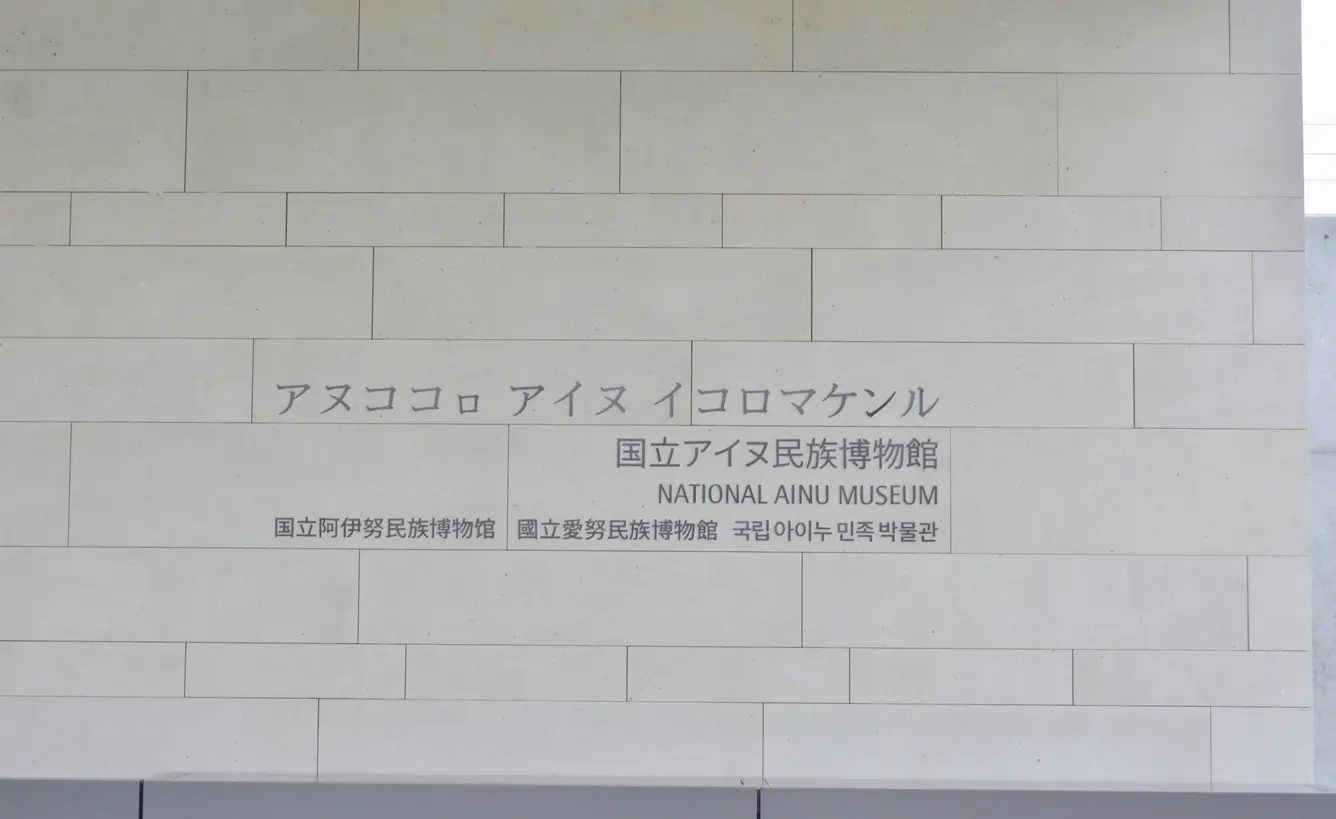 アヌココㇿ アイヌ イコロマケンル
国立アイヌ民族博物館
NATIONAL AINU MUSEUM
国立阿伊努民族博物馆 國立愛努民族博物館 국립아이누민족박물관